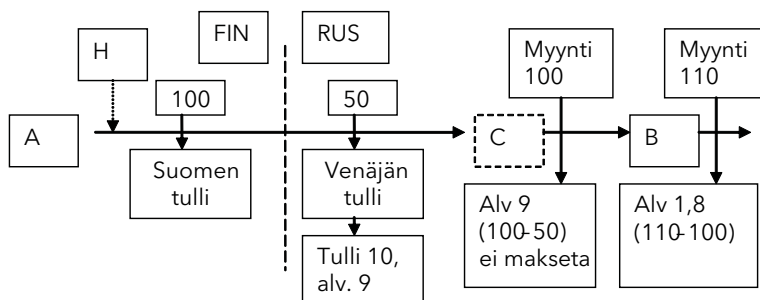 FIN
RUS
H
100
50
Myynti
100
Myynti
110
A
C
B
Suomen
tulli
Venäjän
tulli
Tulli 10,
alv. 9
Alv 9
(100-50)
ei makseta
Alv 1,8
(110-100)